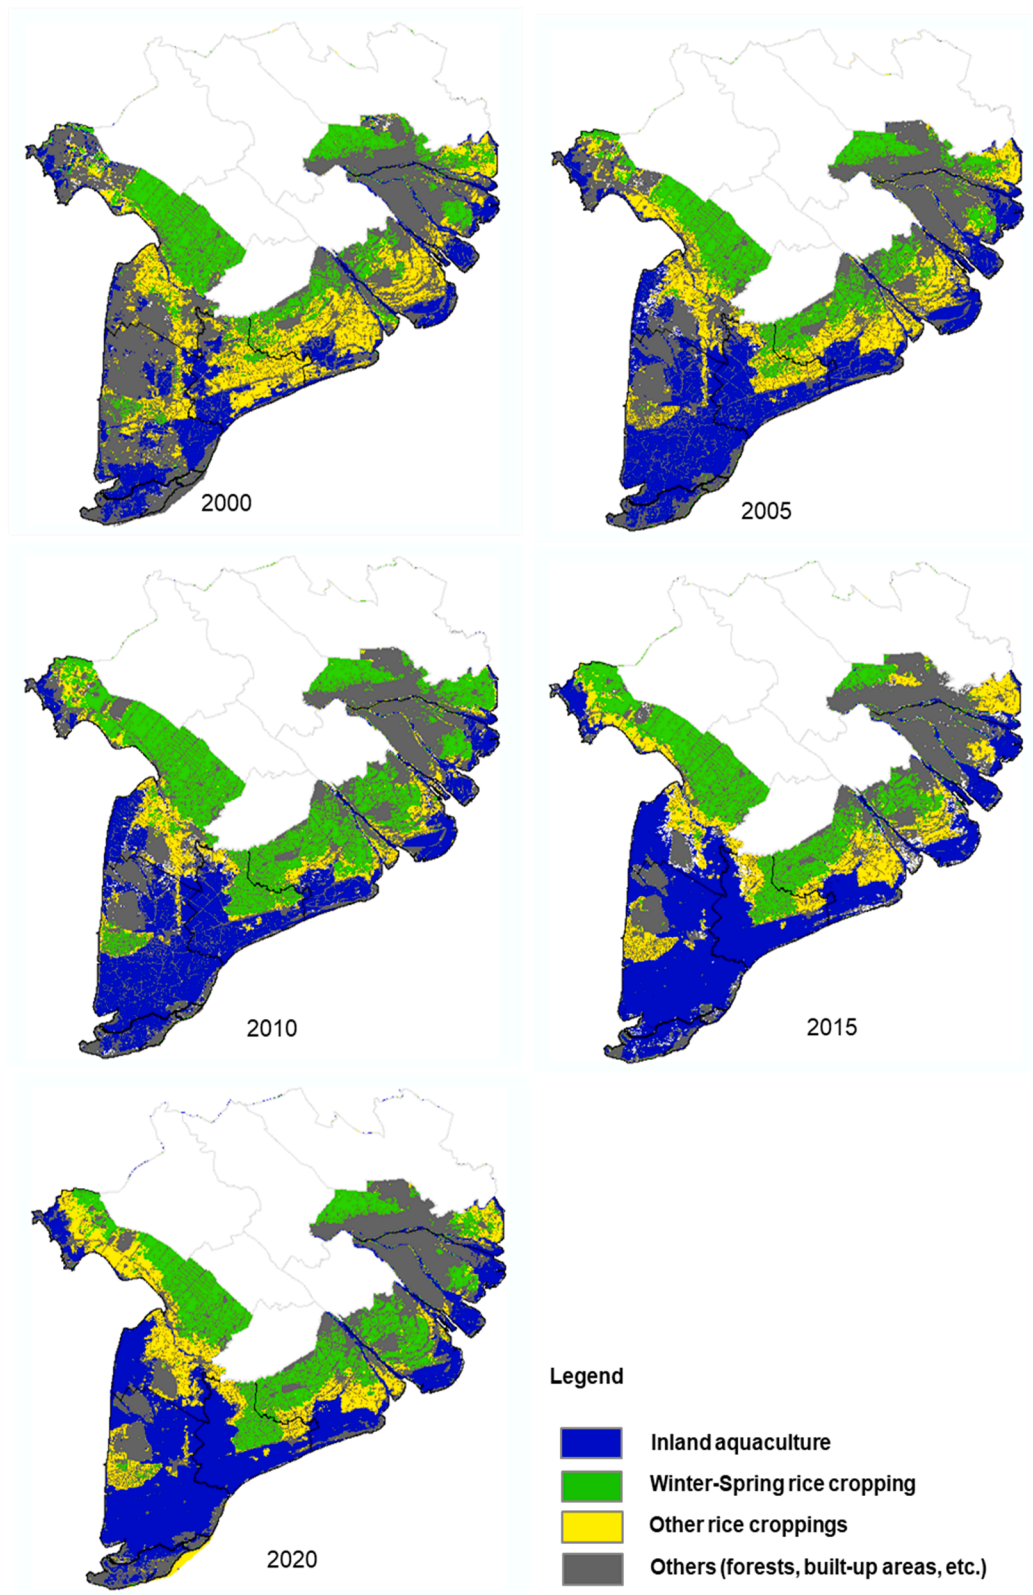 2000
2005
2010
2015
2020
Legend
Inland aquaculture
Winter-Spring rice cropping
Other rice croppings
Others (forests, built-up areas, etc.)